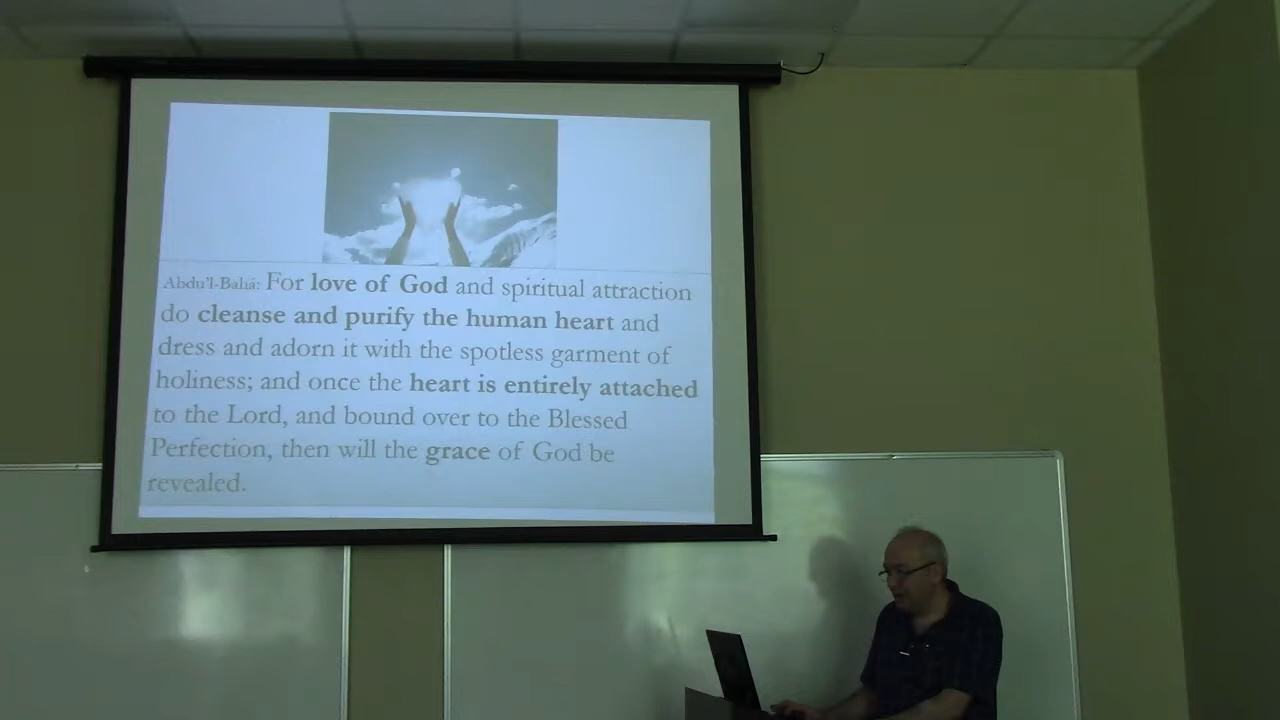 Abdu'l-Bahá: For love of God and spiritual attraction
do cleanse and purify the human heart and
dress and adorn it with the spotless garment of
holiness; and once the heart is entirely attached
to the Lord, and bound over to the Blessed
Perfection, then will the grace of God be
revealed.